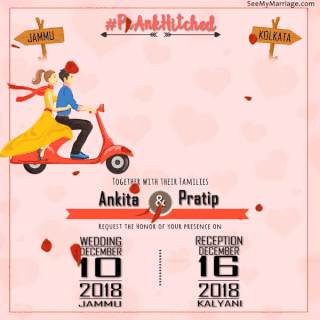 SeeMyMarriage.com
#PrAnkHitched
JAMMU
KOLKATA
TOGETHER WITH THEIR FAMILIES
Ankita & Pratip
REQUEST THE HONOR OF YOUR PRESENCE ON
WEDDING
DECEMBER
10
2018
JAMMU
RECEPTION
DECEMBER
16
2018
KALYANI